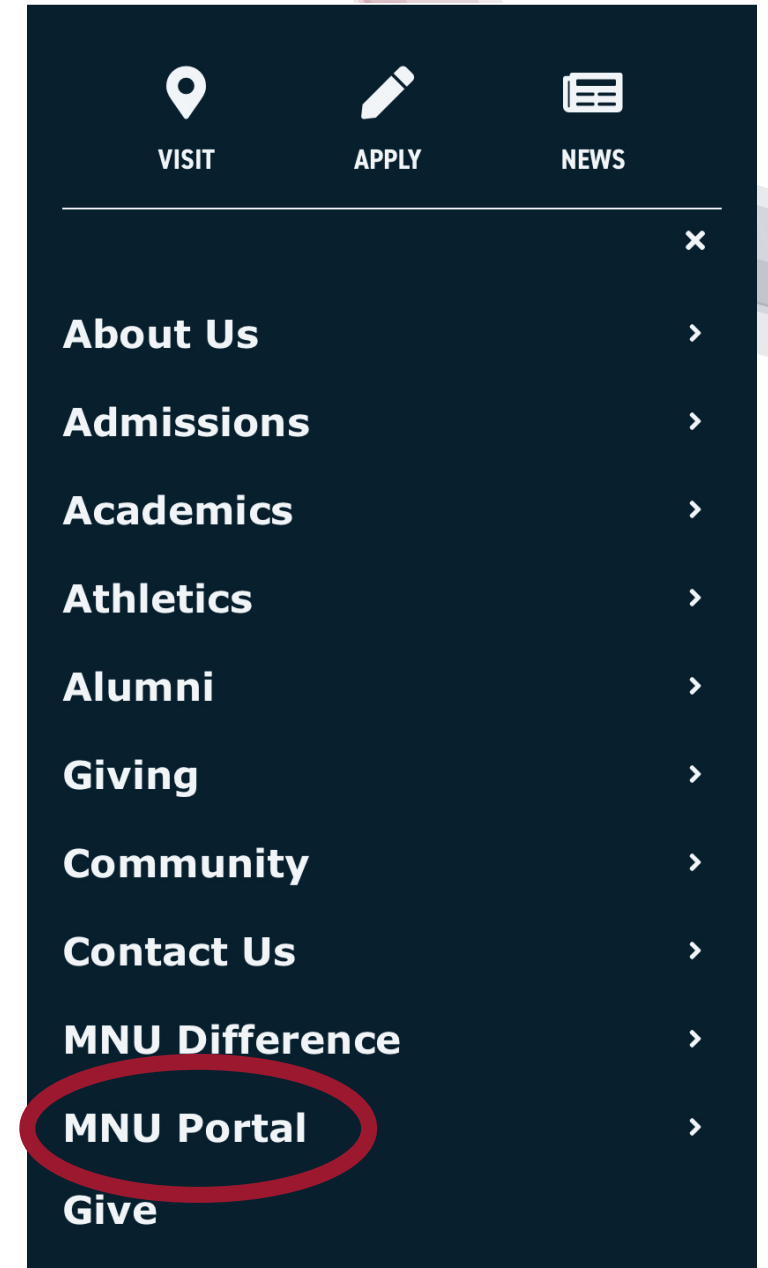 VISIT APPLY NEWS
About Us
Admissions
Academics
Athletics
Alumni
Giving
Community
Contact Us
MNU Difference
MNU Portal
Give